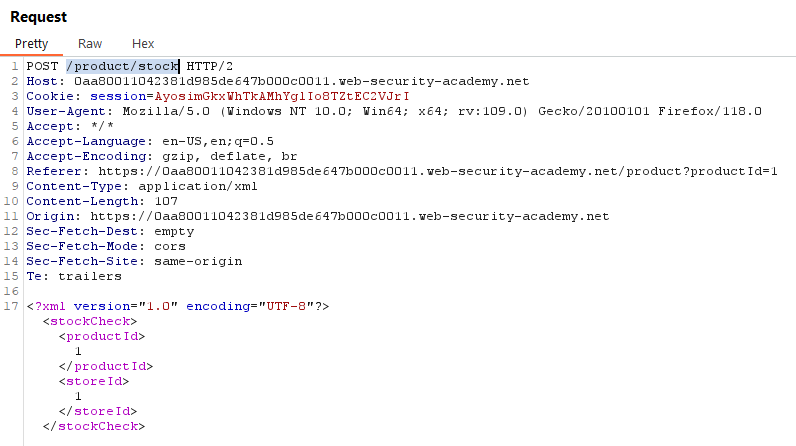 Request
Pretty Raw Hex
1 POST /product/stock HTTP/2
2 Host: 0aa80011042381d985de647b000c0011.web-security-academy.net
3 Cookie: session=AyosimGkxWhTkAMhYglIo8TZtEC2VJrI
4 User-Agent: Mozilla/5.0 (Windows NT 10.0; Win64; x64; rv:109.0) Gecko/20100101 Firefox/118.0
5 Accept: */*
6 Accept-Language: en-US,en;q=0.5
7 Accept-Encoding: gzip, deflate, br
8 Referer: https://0aa80011042381d985de647b000c0011.web-security-academy.net/product?productId=1
9 Content-Type: application/xml
10 Content-Length: 107
11 Origin: https://0aa80011042381d985de647b000c0011.web-security-academy.net
12 Sec-Fetch-Dest: empty
13 Sec-Fetch-Mode: cors
14 Sec-Fetch-Site: same-origin
15 Te: trailers
16
17 <?xml version="1.0" encoding="UTF-8"?>
<stockCheck>
<productId>
1
</productId>
<storeId>
1
</storeId>
</stockCheck>